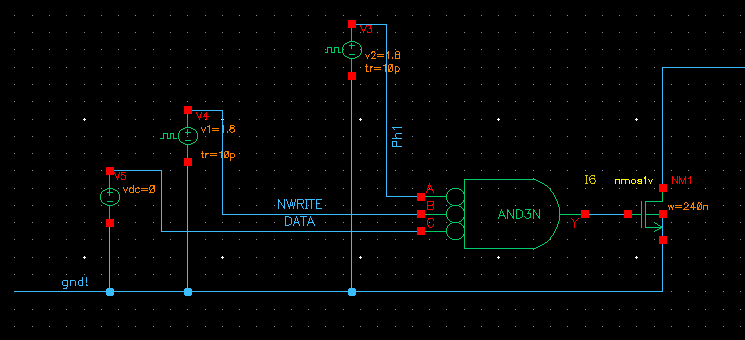 V3
v2=1.8
tr=10p
V4
v1=1.8
tr=10p
Ph1
V5
vdc=0
A
I6
nmos1v
NM1
NWRITE
B
w=240n
DATA
C
AND3N
Y
gnd!